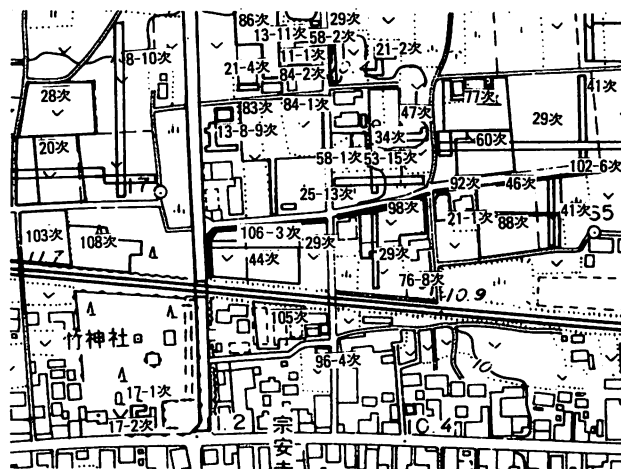 86次 29次
13-11次 58-2次
8-10次 11-1次 21-2次
21-4次 84-2次
28次 83次 84-1次 47次 77次 41次
13-8-9次 34次 29次
20次 60次
58-1次 53-15次 102-6次
17 25-13次 92次 46次
98次 21-1次 88次 41次
103次 108次 106-3次 29次
44次 29次
11.7 76-8次
10.9
105次
竹神社
96-4次
10
17-1次
17-2次
1.2 宗安寺 0.4